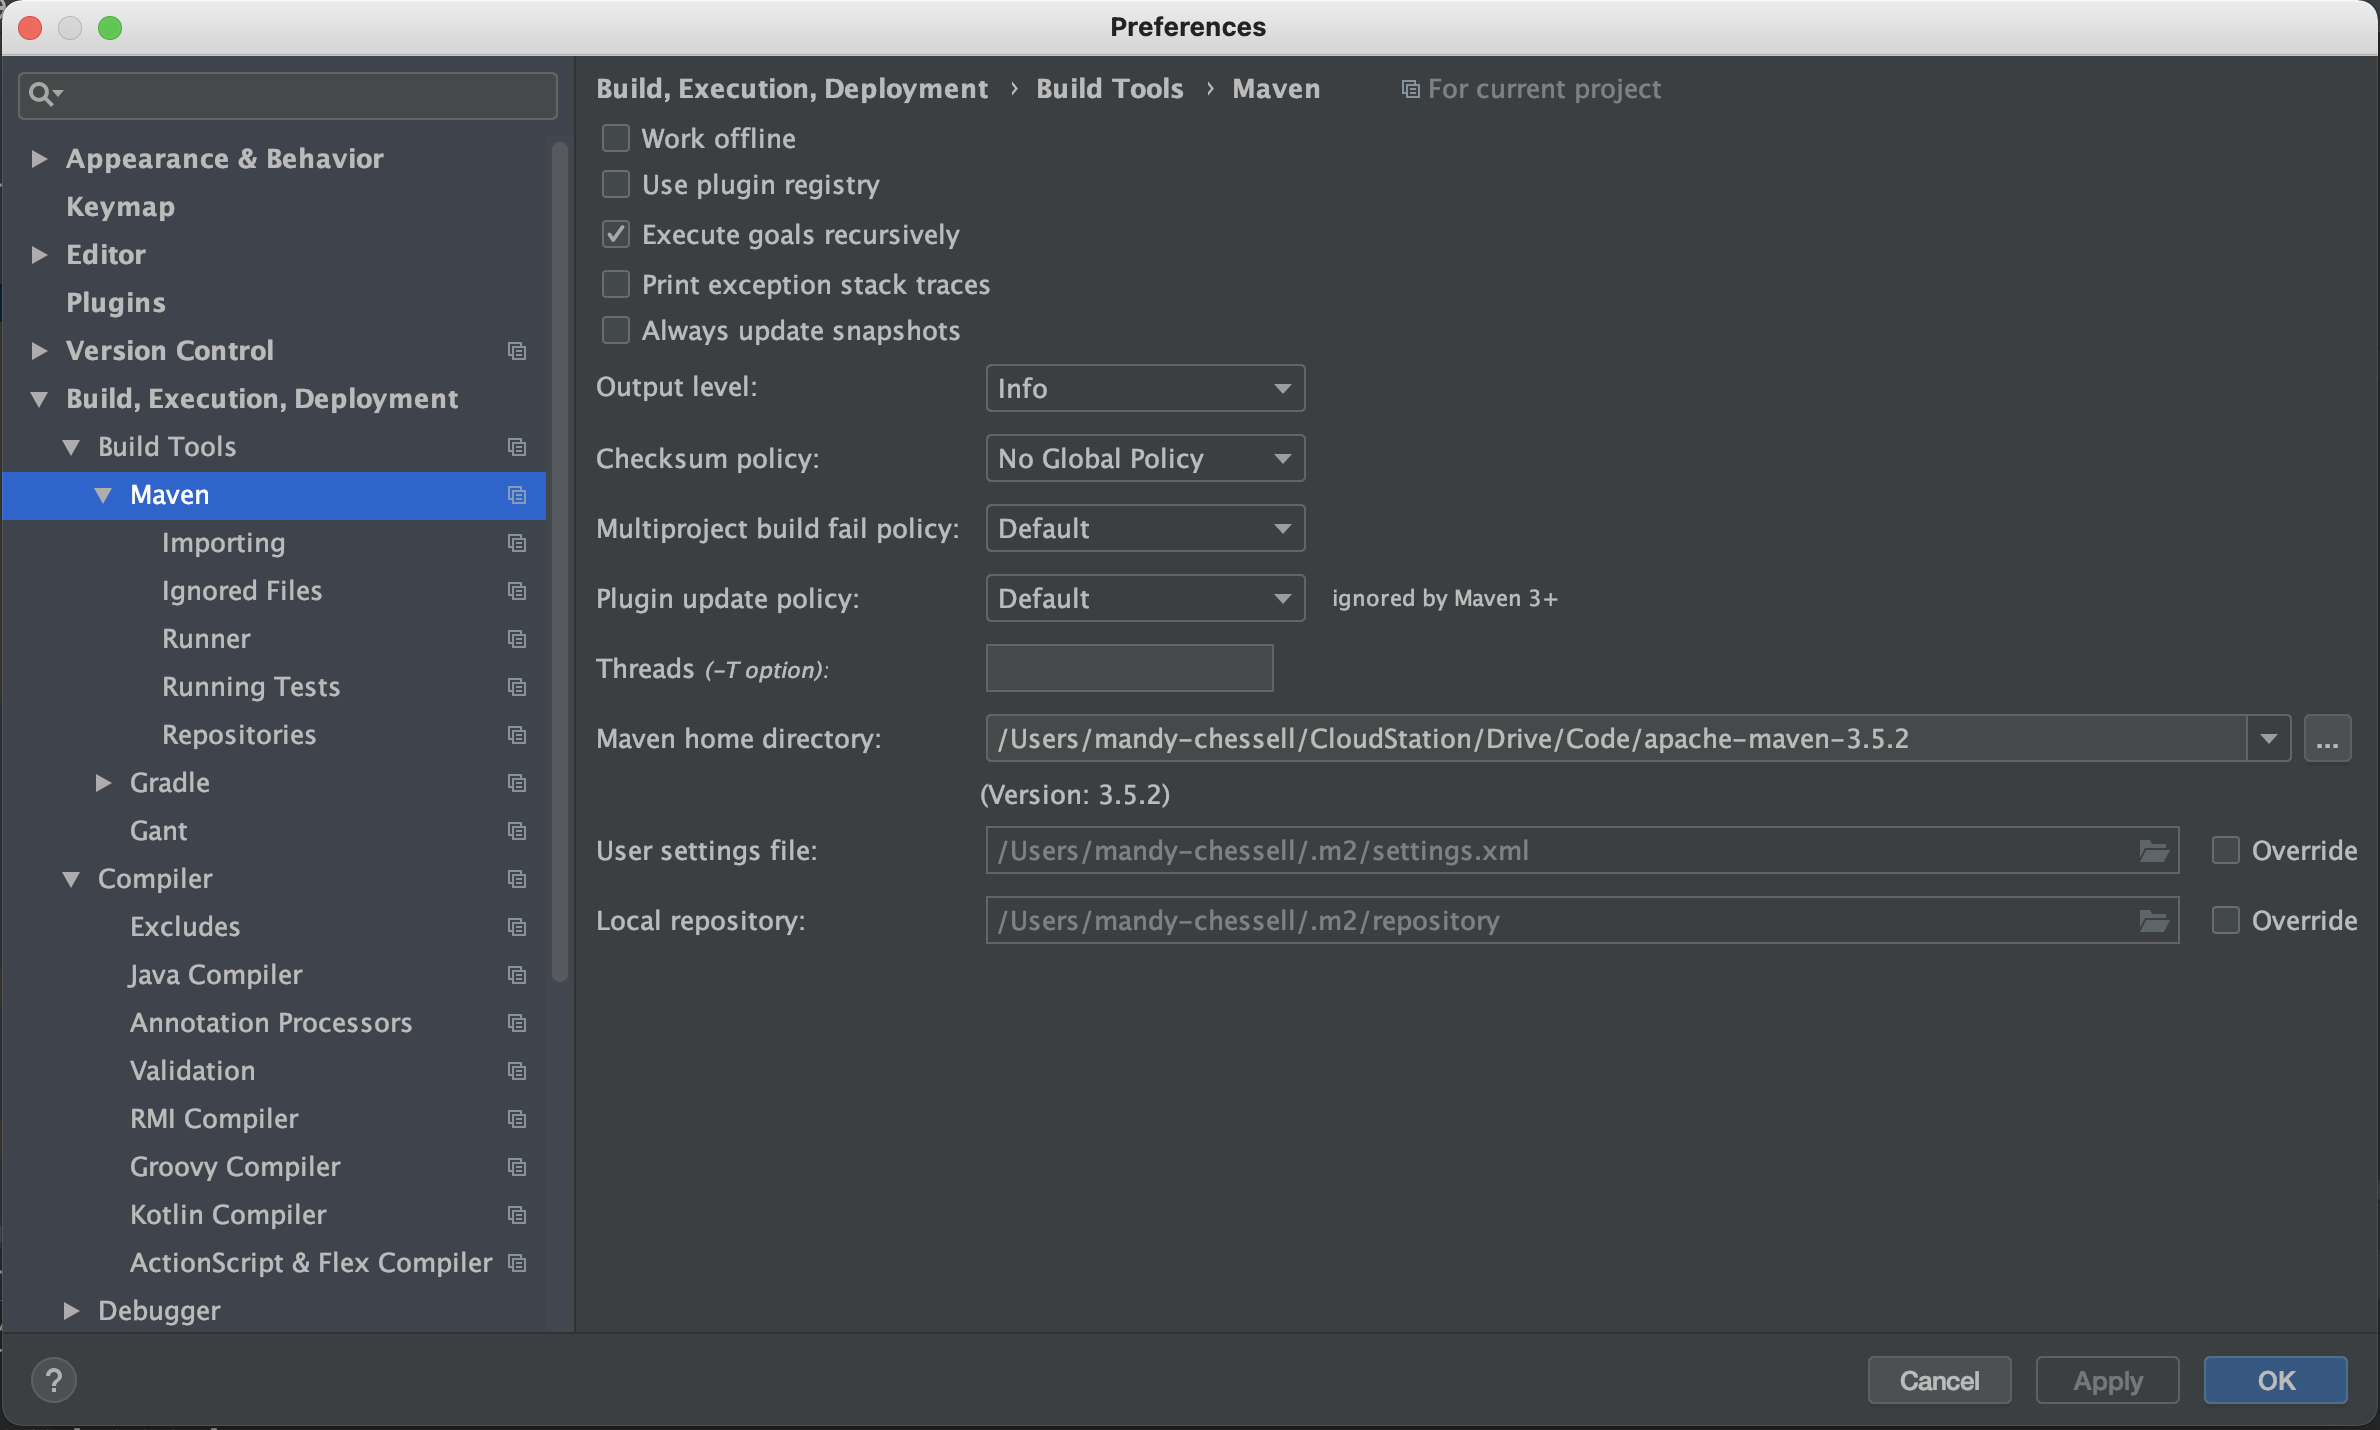 Preferences
Build, Execution, Deployment › Build Tools › Maven For current project
Appearance & Behavior
Keymap
Editor
Plugins
Version Control
Build, Execution, Deployment
Build Tools
Maven
Importing
Ignored Files
Runner
Running Tests
Repositories
Gradle
Gant
Compiler
Excludes
Java Compiler
Annotation Processors
Validation
RMI Compiler
Groovy Compiler
Kotlin Compiler
ActionScript & Flex Compiler
Debugger
Work offline
Use plugin registry
Execute goals recursively
Print exception stack traces
Always update snapshots
Output level: Info
Checksum policy: No Global Policy
Multiproject build fail policy: Default
Plugin update policy: Default ignored by Maven 3+
Threads (-T option):
Maven home directory: /Users/mandy-chessell/CloudStation/Drive/Code/apache-maven-3.5.2 ...
(Version: 3.5.2)
User settings file: /Users/mandy-chessell/.m2/settings.xml Override
Local repository: /Users/mandy-chessell/.m2/repository Override
? Cancel Apply OK